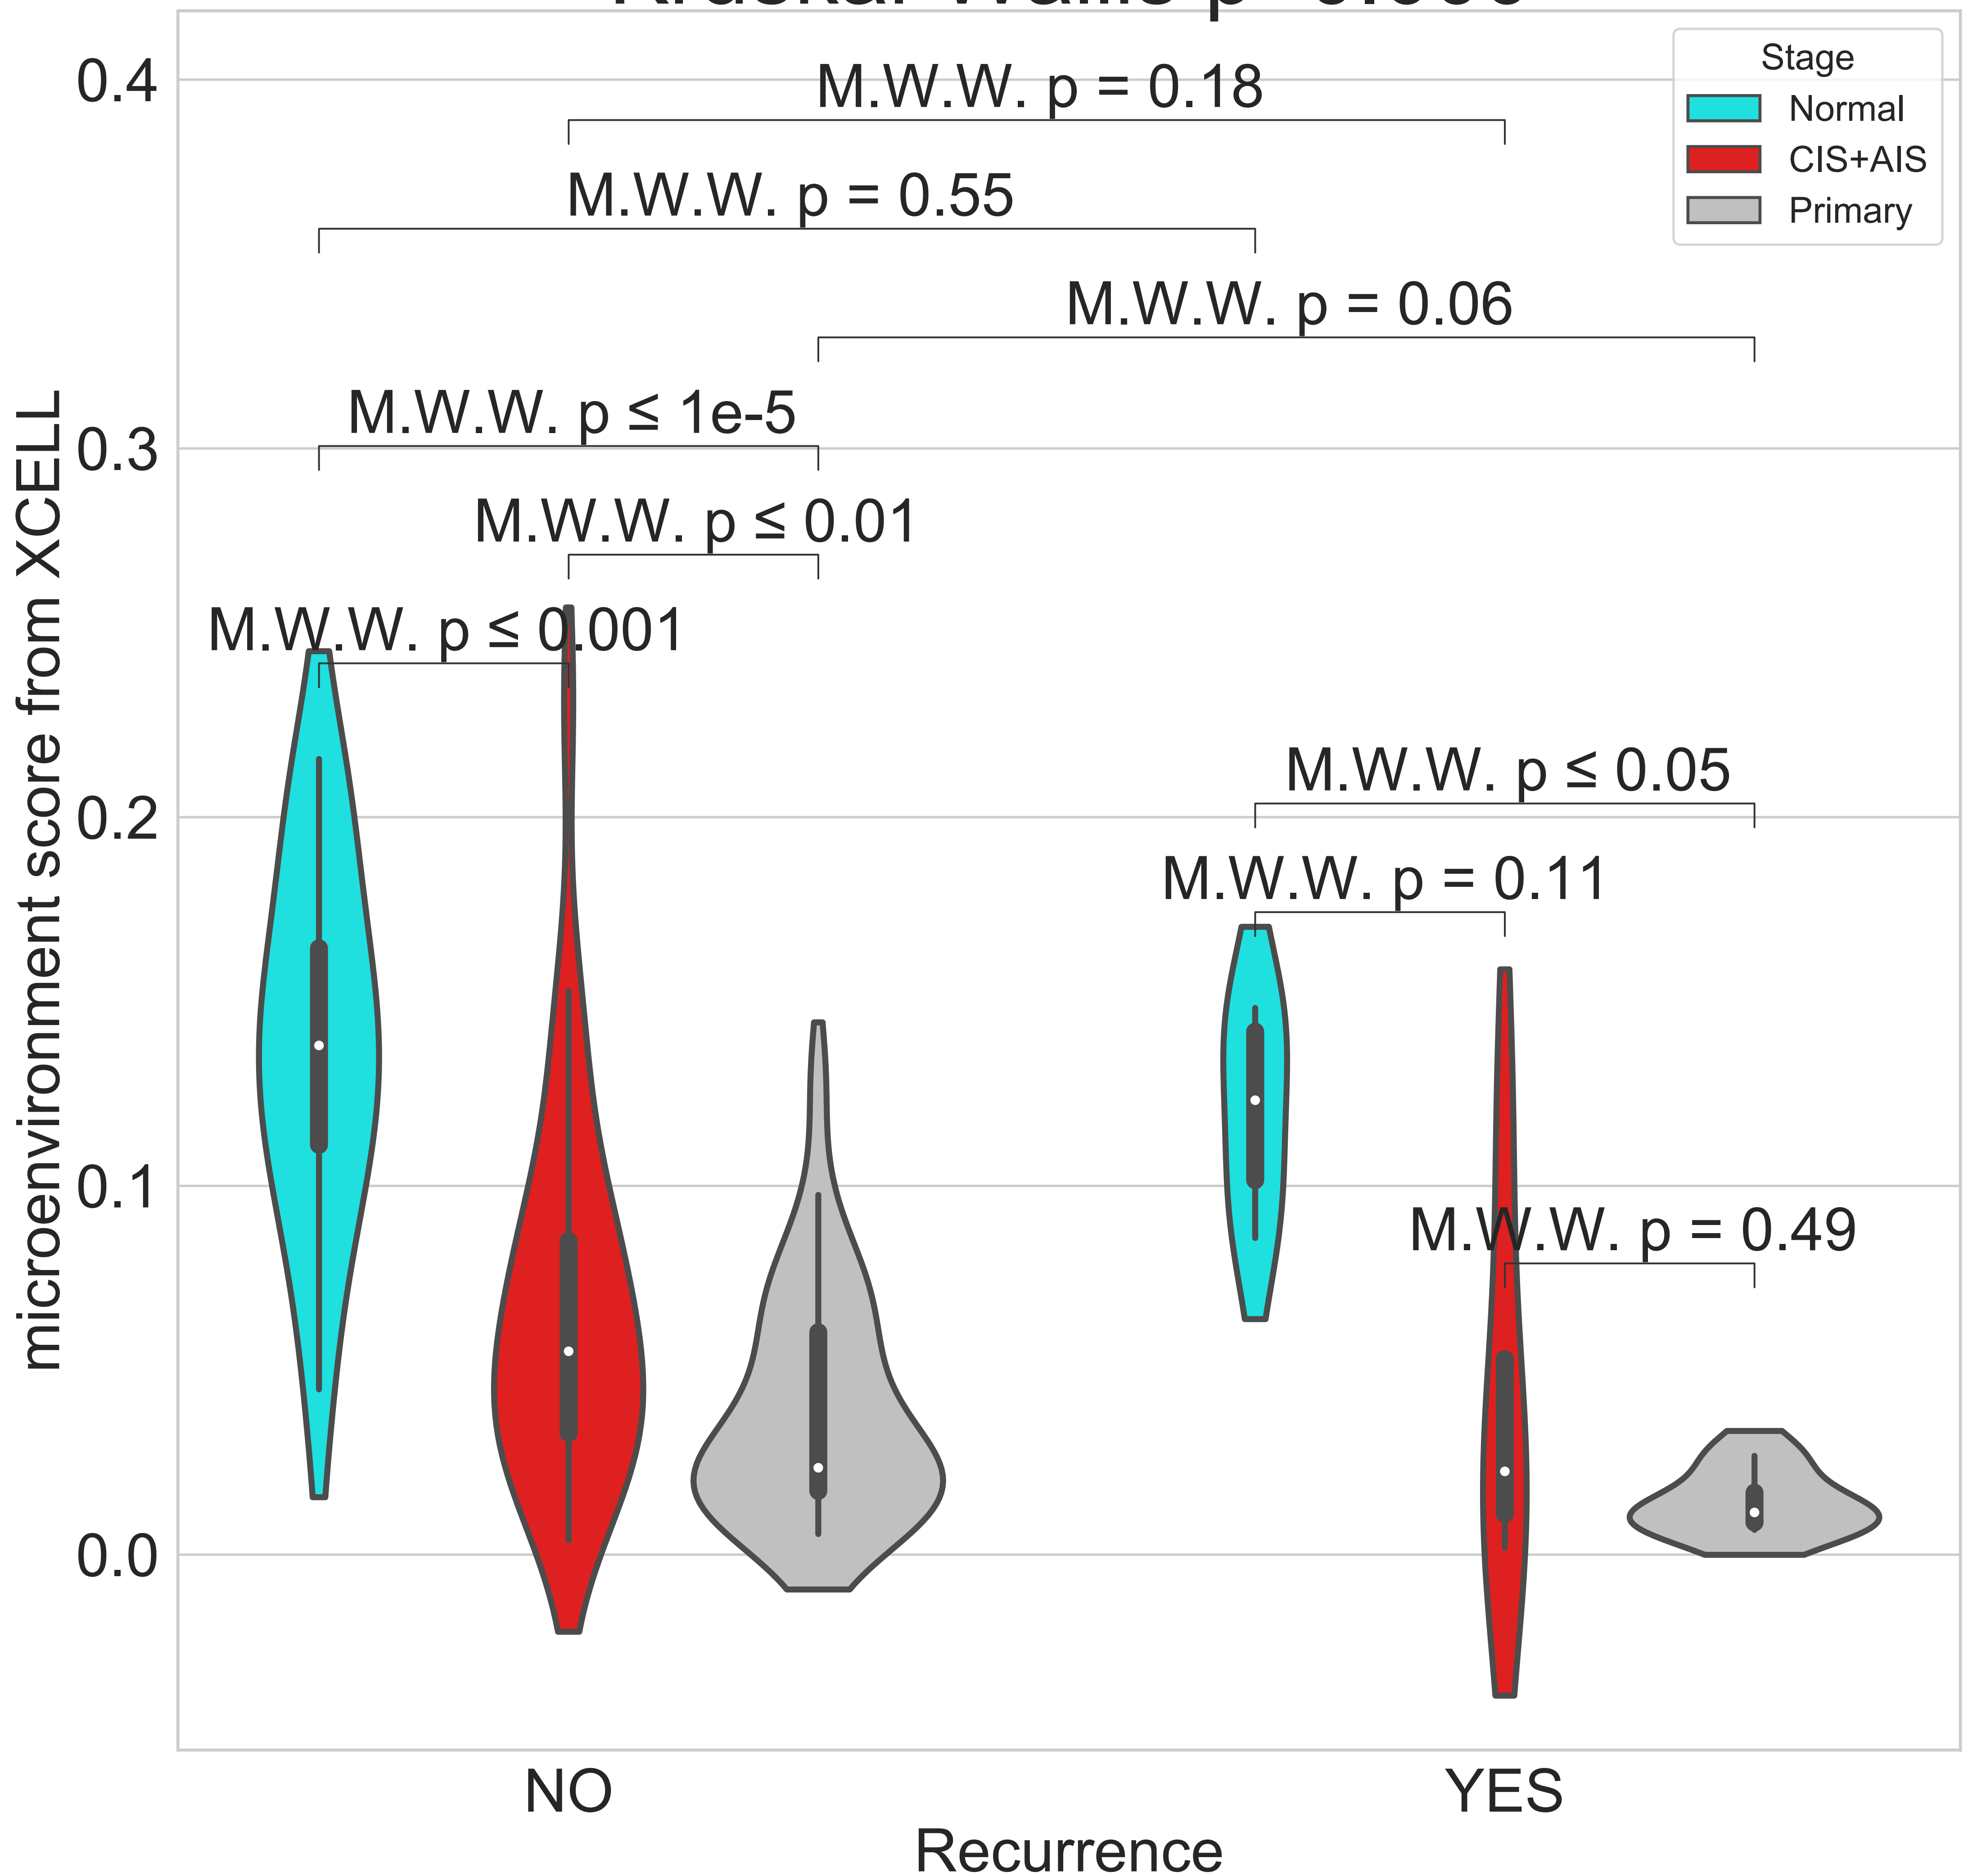 Stage
Normal
CIS+AIS
Primary
M.W.W. p = 0.18
M.W.W. p = 0.55
M.W.W. p = 0.06
M.W.W. p ≤ 1e-5
M.W.W. p ≤ 0.01
M.W.W. p ≤ 0.001
M.W.W. p ≤ 0.05
M.W.W. p = 0.11
M.W.W. p = 0.49
0.4
0.3
0.2
0.1
0.0
microenvironment score from XCELL
NO
YES
Recurrence